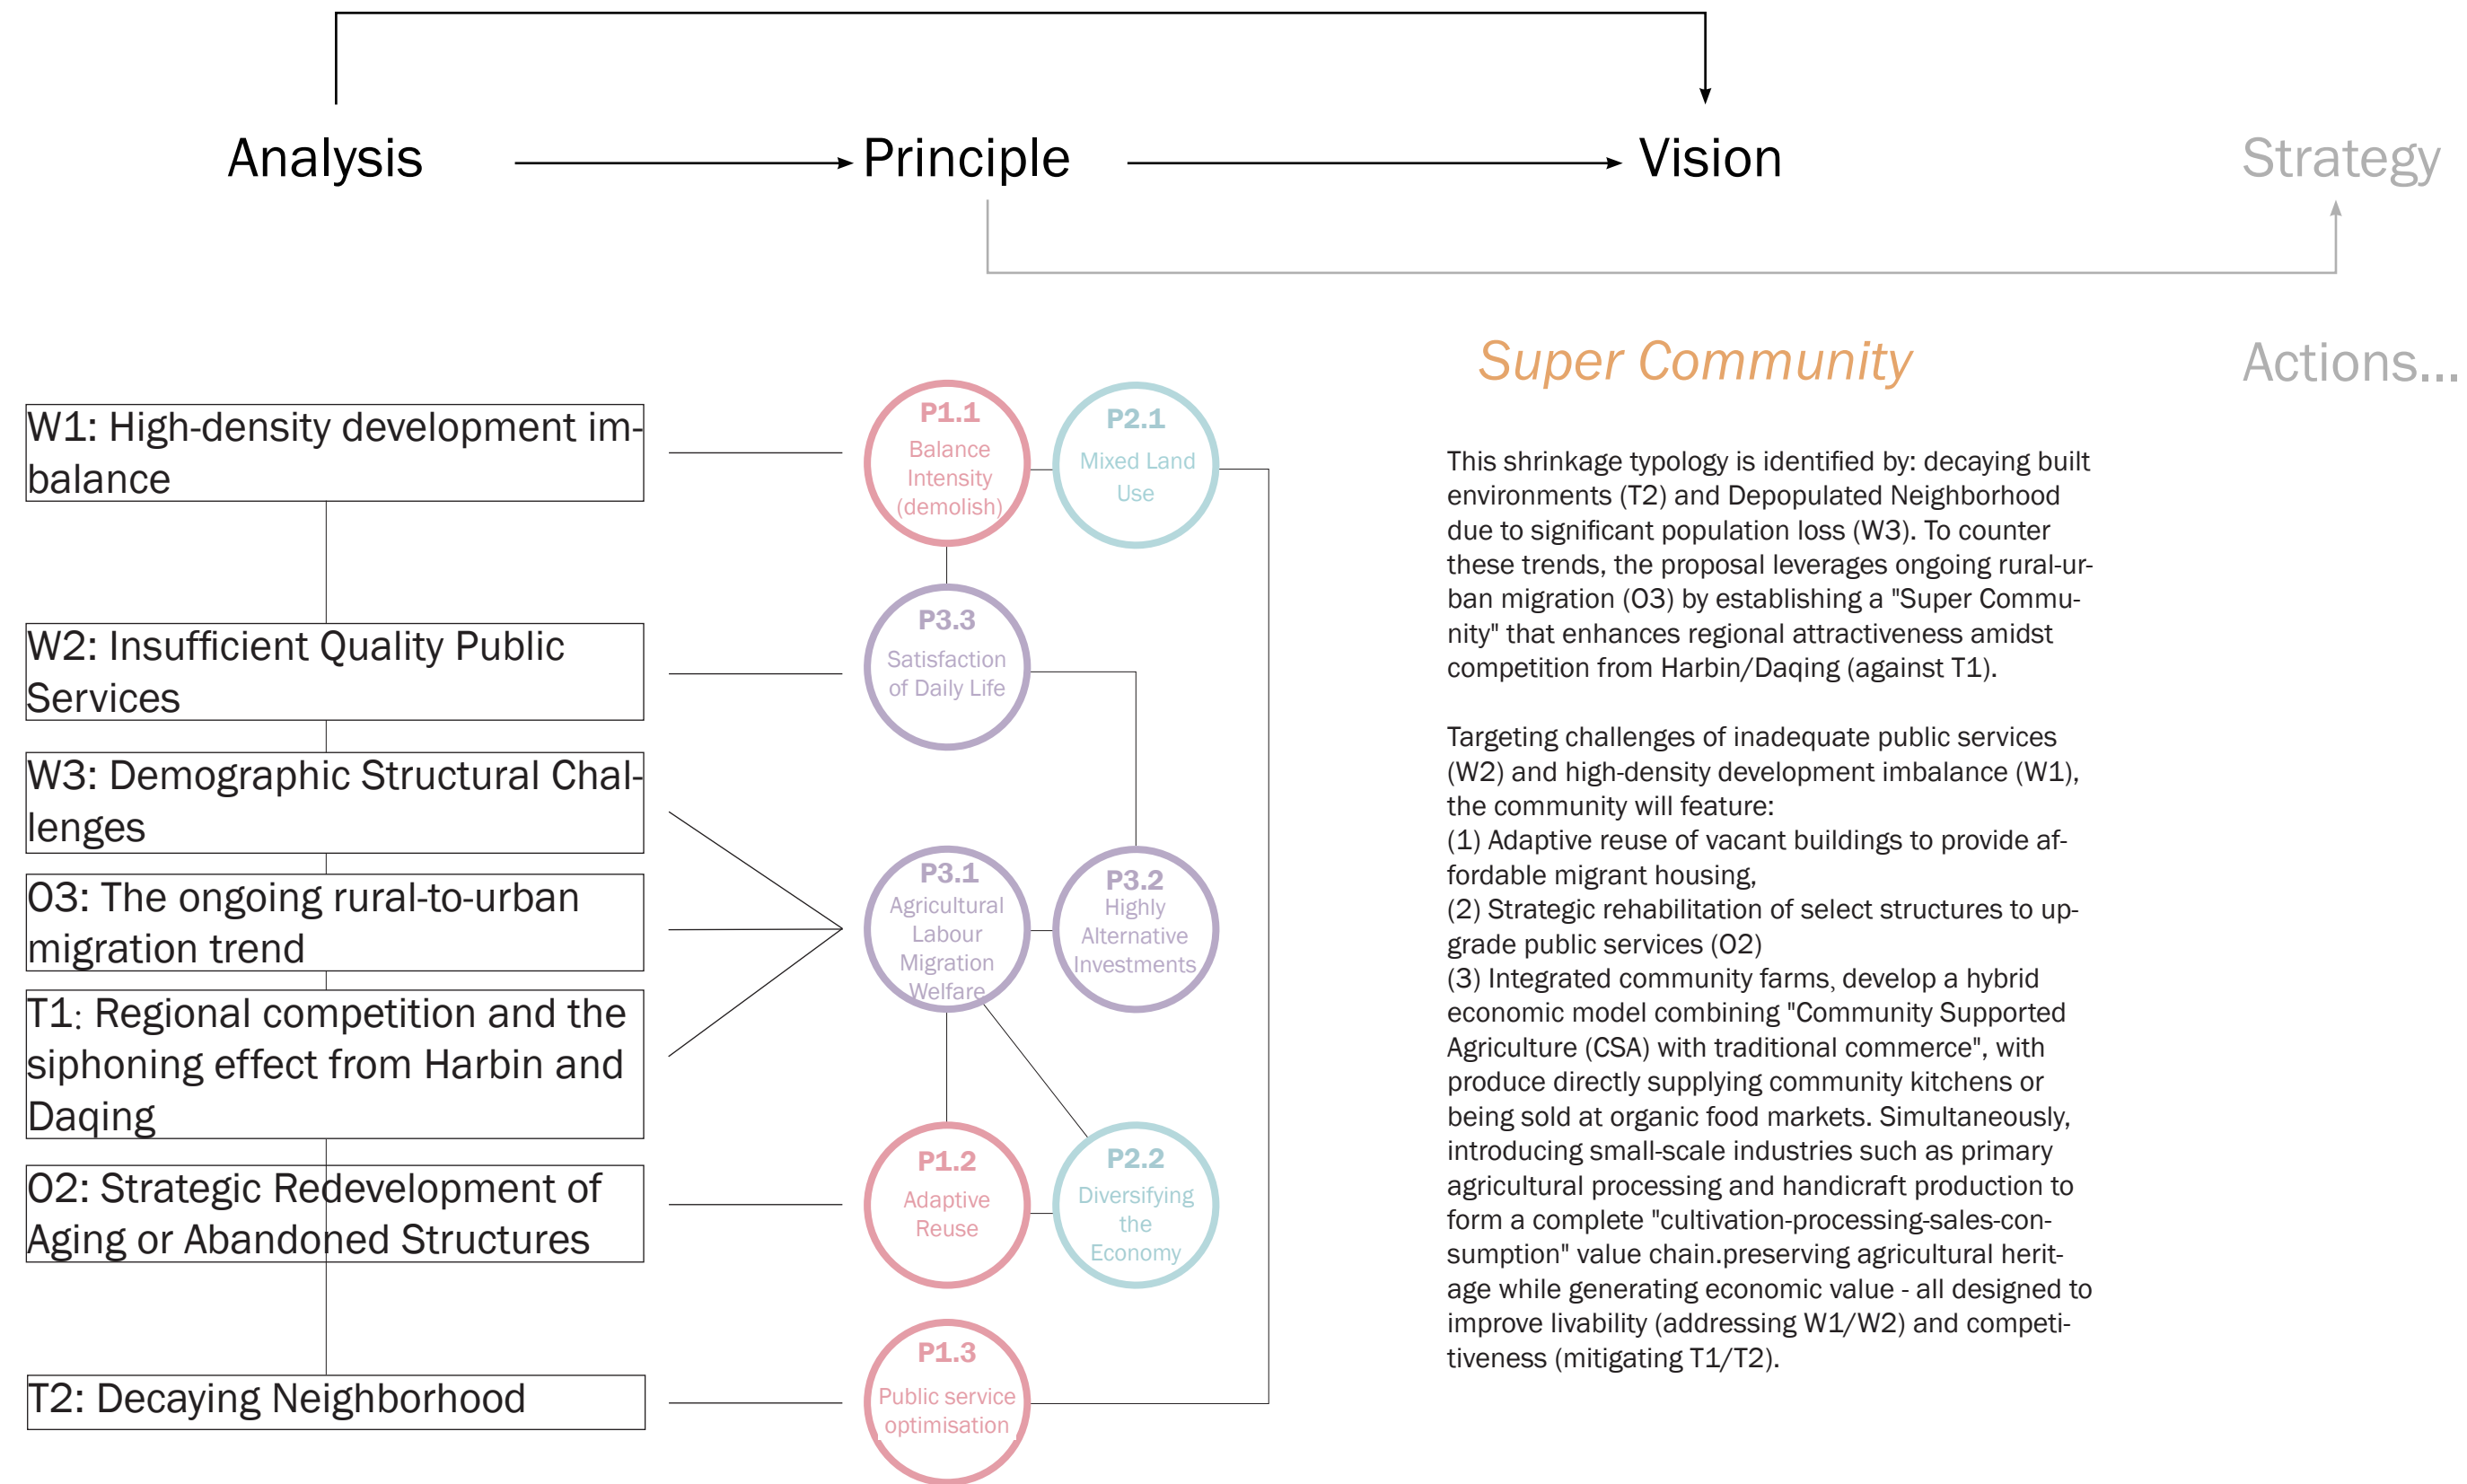 Analysis
Principle
Vision
Strategy
Super Community
Actions...
W1: High-density development im-
balance
W2: Insufficient Quality Public
Services
W3: Demographic Structural Chal-
lenges
O3: The ongoing rural-to-urban
migration trend
T1: Regional competition and the
siphoning effect from Harbin and
Daqing
O2: Strategic Redevelopment of
Aging or Abandoned Structures
T2: Decaying Neighborhood
P1.1
Balance
Intensity
(demolish)
P2.1
Mixed Land
Use
P3.3
Satisfaction
of Daily Life
P3.1
Agricultural
Labour
Migration
Welfare
P3.2
Highly
Alternative
Investments
P1.2
Adaptive
Reuse
P2.2
Diversifying
the
Economy
P1.3
Public service
optimisation
This shrinkage typology is identified by: decaying built
environments (T2) and Depopulated Neighborhood
due to significant population loss (W3). To counter
these trends, the proposal leverages ongoing rural-ur-
ban migration (O3) by establishing a "Super Commu-
nity" that enhances regional attractiveness amidst
competition from Harbin/Daqing (against T1).
Targeting challenges of inadequate public services
(W2) and high-density development imbalance (W1),
the community will feature:
(1) Adaptive reuse of vacant buildings to provide af-
fordable migrant housing,
(2) Strategic rehabilitation of select structures to up-
grade public services (O2)
(3) Integrated community farms, develop a hybrid
economic model combining "Community Supported
Agriculture (CSA) with traditional commerce", with
produce directly supplying community kitchens or
being sold at organic food markets. Simultaneously,
introducing small-scale industries such as primary
agricultural processing and handicraft production to
form a complete "cultivation-processing-sales-con-
sumption" value chain.preserving agricultural herit-
age while generating economic value - all designed to
improve livability (addressing W1/W2) and competi-
tiveness (mitigating T1/T2).